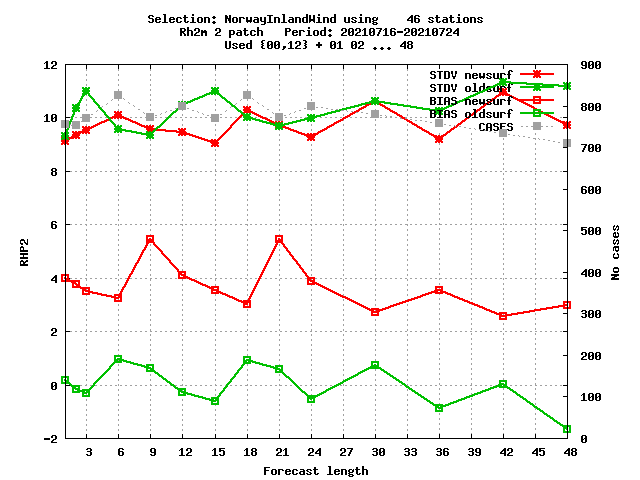 Selection: NorwayInlandWind using    46 stations
Rh2m 2 patch   Period: 20210716-20210724
Used {00,12} + 01 02 ... 48
12
10
8
6
4
2
0
-2
900
800
700
600
500
400
300
200
100
0
STDV newsurf
STDV oldsurf
BIAS newsurf
BIAS oldsurf
CASES
RHP2
No cases
3 6 9 12 15 18 21 24 27 30 33 36 39 42 45 48
Forecast length